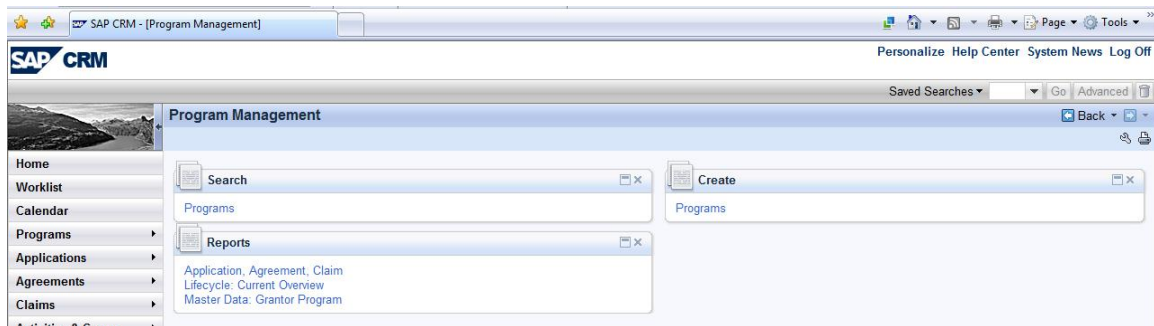 SAP CRM - [Program Management]
Page
Tools
SAP CRM
Personalize Help Center System News Log Off
Saved Searches
Go
Advanced
Program Management
Back
Home
Worklist
Calendar
Programs
Applications
Agreements
Claims
Search
Programs
Create
Programs
Reports
Application, Agreement, Claim
Lifecycle: Current Overview
Master Data: Grantor Program